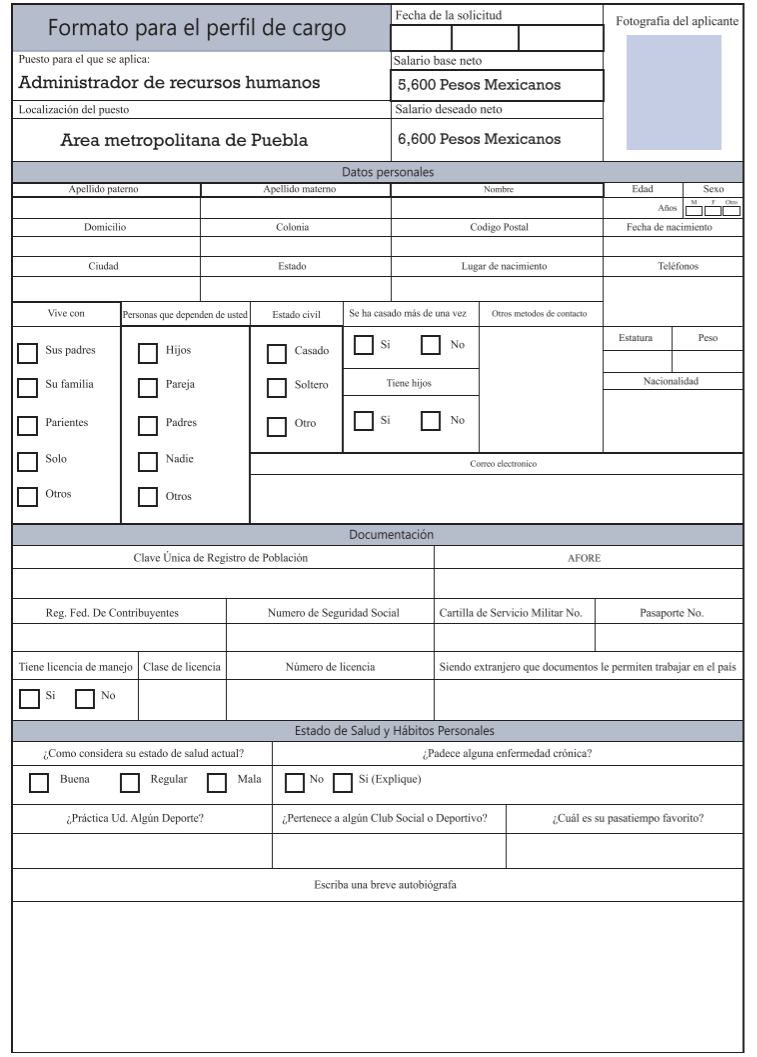 Formato para el perfil de cargo
Fecha de la solicitud
Fotografía del aplicante
Puesto para el que se aplica:
Administrador de recursos humanos
Salario base neto
5,600 Pesos Mexicanos
Localización del puesto
Area metropolitana de Puebla
Salario deseado neto
6,600 Pesos Mexicanos
Datos personales
Apellido paterno Apellido materno Nombre Edad Sexo
Años M F Otro
Domicilio Colonia Codigo Postal Fecha de nacimiento
Ciudad Estado Lugar de nacimiento Teléfonos
Vive con Personas que dependen de usted Estado civil Se ha casado más de una vez Otros metodos de contacto
Sus padres Hijos Casado Si No Estatura Peso
Su familia Pareja Soltero Tiene hijos Nacionalidad
Parientes Padres Otro Si No
Solo Nadie Correo electronico
Otros Otros
Documentación
Clave Única de Registro de Población AFORE
Reg. Fed. De Contribuyentes Numero de Seguridad Social Cartilla de Servicio Militar No. Pasaporte No.
Tiene licencia de manejo Clase de licencia Número de licencia Siendo extranjero que documentos le permiten trabajar en el país
Si No
Estado de Salud y Hábitos Personales
¿Como considera su estado de salud actual? ¿Padece alguna enfermedad crónica?
Buena Regular Mala No Si (Explique)
¿Práctica Ud. Algún Deporte? ¿Pertenece a algún Club Social o Deportivo? ¿Cuál es su pasatiempo favorito?
Escriba una breve autobiógrafa